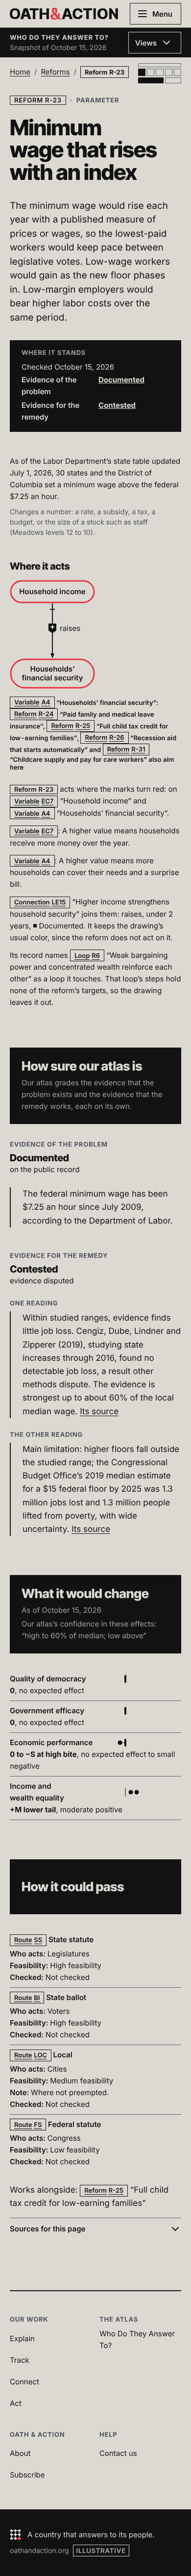 OATH&ACTION
Menu
WHO DO THEY ANSWER TO?
Snapshot of October 15, 2026
Views
Home / Reforms / Reform R-23
REFORM R-23 · PARAMETER
Minimum
wage that rises
with an index
The minimum wage would rise each
year with a published measure of
prices or wages, so the lowest-paid
workers would keep pace between
legislative votes. Low-wage workers
would gain as the new floor phases
in. Low-margin employers would
bear higher labor costs over the
same period.
WHERE IT STANDS
Checked October 15, 2026
Evidence of the problem Documented
Evidence for the remedy Contested
As of the Labor Department's state table updated
July 1, 2026, 30 states and the District of
Columbia set a minimum wage above the federal
$7.25 an hour.
Changes a number: a rate, a subsidy, a tax, a
budget, or the size of a stock such as staff
(Meadows levels 12 to 10).
Where it acts
Household income
raises
Households'
financial security
Variable A4 "Households' financial security":
Reform R-24 "Paid family and medical leave
insurance", Reform R-25 "Full child tax credit for
low-earning families", Reform R-26 "Recession aid
that starts automatically" and Reform R-31
"Childcare supply and pay for care workers" also aim
here
Reform R-23 acts where the marks turn red: on
Variable EC7 "Household income" and
Variable A4 "Households' financial security".
Variable EC7: A higher value means households
receive more money over the year.
Variable A4: A higher value means more
households can cover their needs and a surprise
bill.
Connection LE15 "Higher income strengthens
household security" joins them: raises, under 2
years, ■ Documented. It keeps the drawing's
usual color, since the reform does not act on it.
Its record names Loop R6 "Weak bargaining
power and concentrated wealth reinforce each
other" as a loop it touches. That loop's steps hold
none of the reform's targets, so the drawing
leaves it out.
How sure our atlas is
Our atlas grades the evidence that the
problem exists and the evidence that the
remedy works, each on its own.
EVIDENCE OF THE PROBLEM
Documented
on the public record
The federal minimum wage has been
$7.25 an hour since July 2009,
according to the Department of Labor.
EVIDENCE FOR THE REMEDY
Contested
evidence disputed
ONE READING
Within studied ranges, evidence finds
little job loss. Cengiz, Dube, Lindner and
Zipperer (2019), studying state
increases through 2016, found no
detectable job loss, a result other
methods dispute. The evidence is
strongest up to about 60% of the local
median wage. Its source
THE OTHER READING
Main limitation: higher floors fall outside
the studied range; the Congressional
Budget Office's 2019 median estimate
for a $15 federal floor by 2025 was 1.3
million jobs lost and 1.3 million people
lifted from poverty, with wide
uncertainty. Its source
What it would change
As of October 15, 2026
Our atlas's confidence in these effects:
"high to 60% of median; low above"
Quality of democracy
0, no expected effect
Government efficacy
0, no expected effect
Economic performance
0 to −S at high bite, no expected effect to small
negative
Income and
wealth equality
+M lower tail, moderate positive
How it could pass
Route SS State statute
Who acts: Legislatures
Feasibility: High feasibility
Checked: Not checked
Route BI State ballot
Who acts: Voters
Feasibility: High feasibility
Checked: Not checked
Route LOC Local
Who acts: Cities
Feasibility: Medium feasibility
Note: Where not preempted.
Checked: Not checked
Route FS Federal statute
Who acts: Congress
Feasibility: Low feasibility
Checked: Not checked
Works alongside: Reform R-25 "Full child
tax credit for low-earning families"
Sources for this page
OUR WORK
Explain
Track
Connect
Act
THE ATLAS
Who Do They Answer
To?
OATH & ACTION
About
Subscribe
HELP
Contact us
A country that answers to its people.
oathandaction.org ILLUSTRATIVE